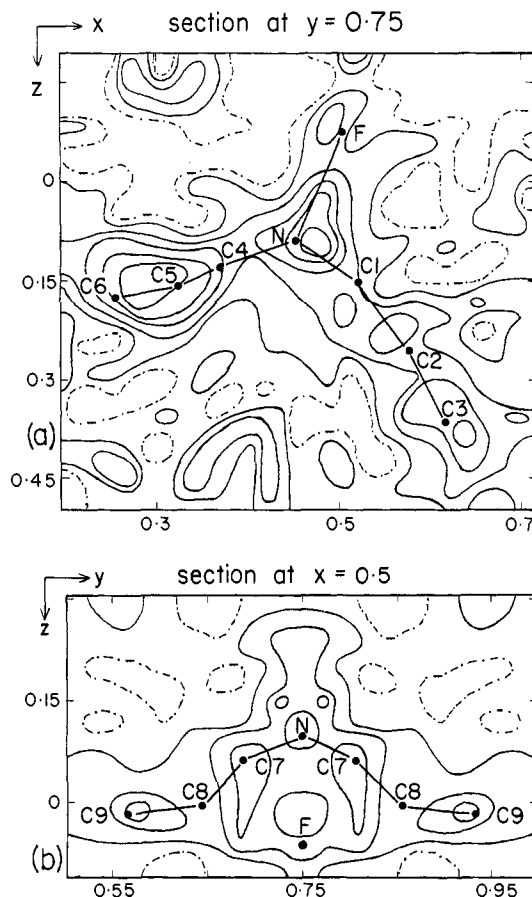 x section at y = 0·75
z
F
0
N
C4
C1
C5
C6
0·15
C2
0·3
C3
(a)
0·45
0·3 0·5 0·7
y section at x = 0·5
z
0·15
N
C7 C7
C8 C8
0
C9 C9
F
(b)
0·55 0·75 0·95